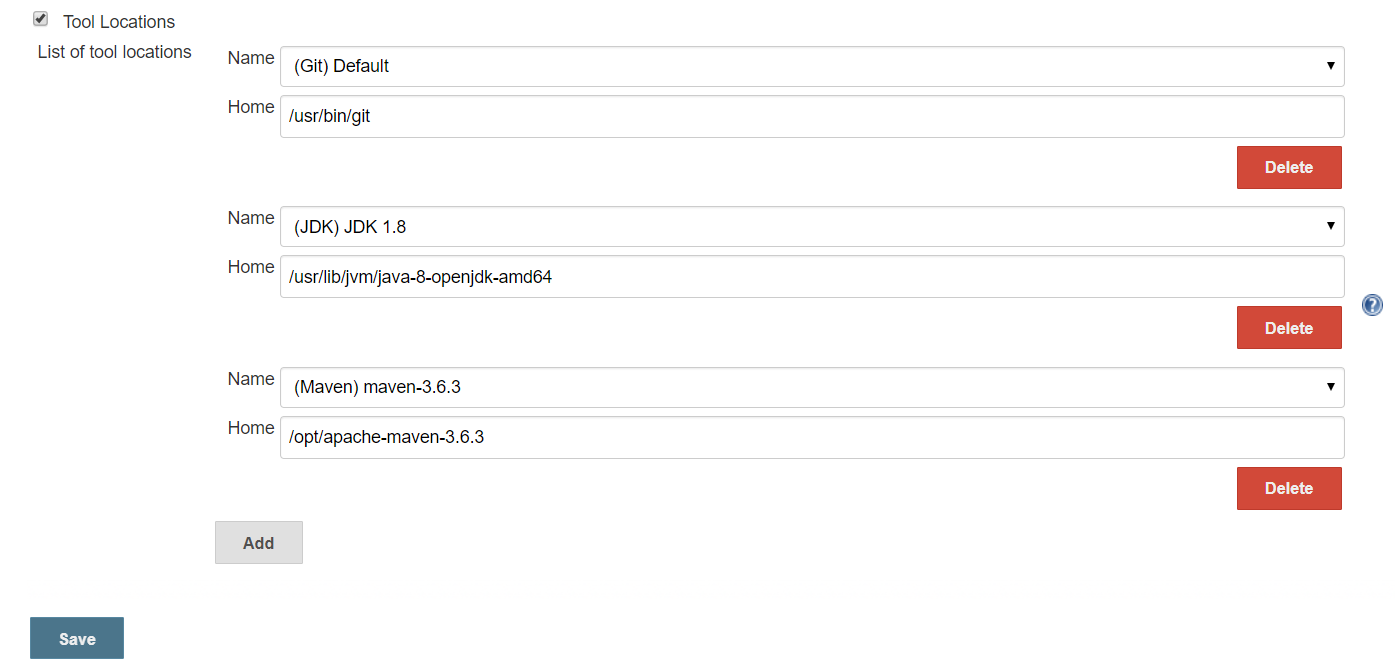 Tool Locations
List of tool locations
Name
(Git) Default
Home
/usr/bin/git
Delete
Name
(JDK) JDK 1.8
Home
/usr/lib/jvm/java-8-openjdk-amd64
Delete
?
Name
(Maven) maven-3.6.3
Home
/opt/apache-maven-3.6.3
Delete
Add
Save